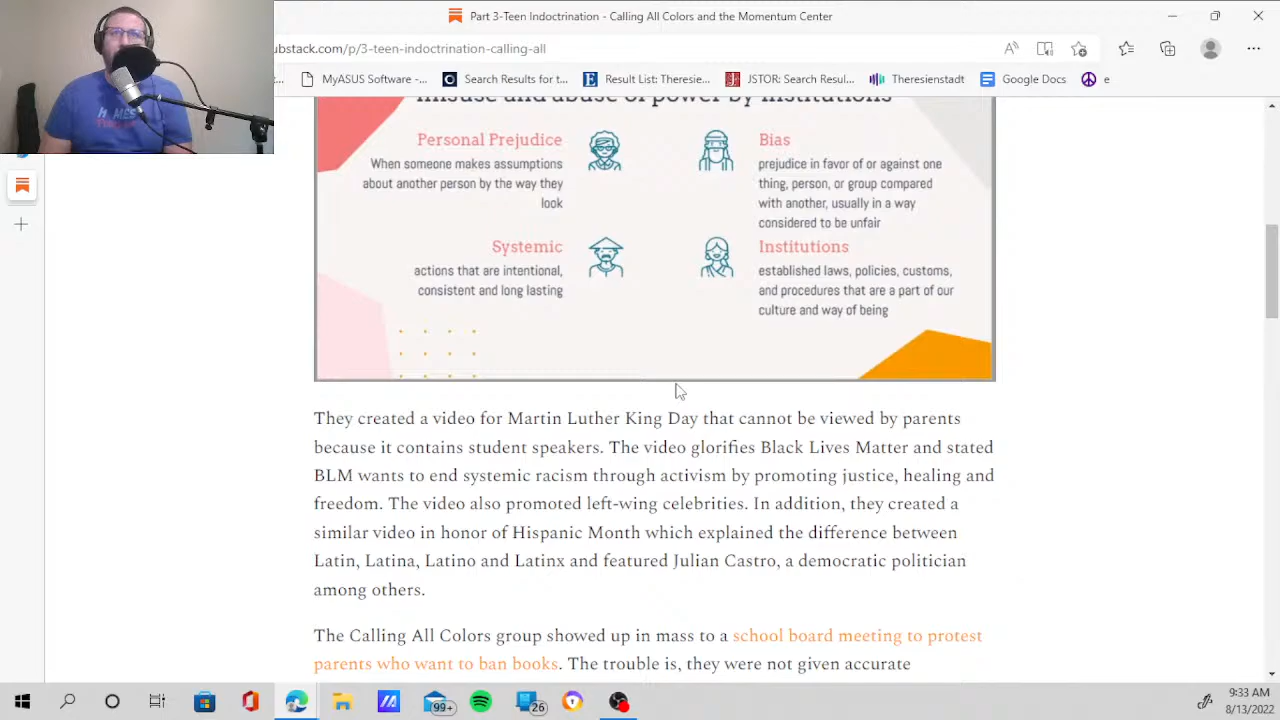 Part 3-Teen Indoctrination - Calling All Colors and the Momentum Center
ubstack.com/p/3-teen-indoctrination-calling-all
MyASUS Software -... Search Results for t... Result List: Theresie... JSTOR: Search Resul... Theresienstadt Google Docs e
misuse and abuse of power by institutions
Personal Prejudice
When someone makes assumptions
about another person by the way they
look
Bias
prejudice in favor of or against one
thing, person, or group compared
with another, usually in a way
considered to be unfair
Systemic
actions that are intentional,
consistent and long lasting
Institutions
established laws, policies, customs,
and procedures that are a part of our
culture and way of being
They created a video for Martin Luther King Day that cannot be viewed by parents
because it contains student speakers. The video glorifies Black Lives Matter and stated
BLM wants to end systemic racism through activism by promoting justice, healing and
freedom. The video also promoted left-wing celebrities. In addition, they created a
similar video in honor of Hispanic Month which explained the difference between
Latin, Latina, Latino and Latinx and featured Julian Castro, a democratic politician
among others.
The Calling All Colors group showed up in mass to a school board meeting to protest
parents who want to ban books. The trouble is, they were not given accurate
99+
26
9:33 AM
8/13/2022